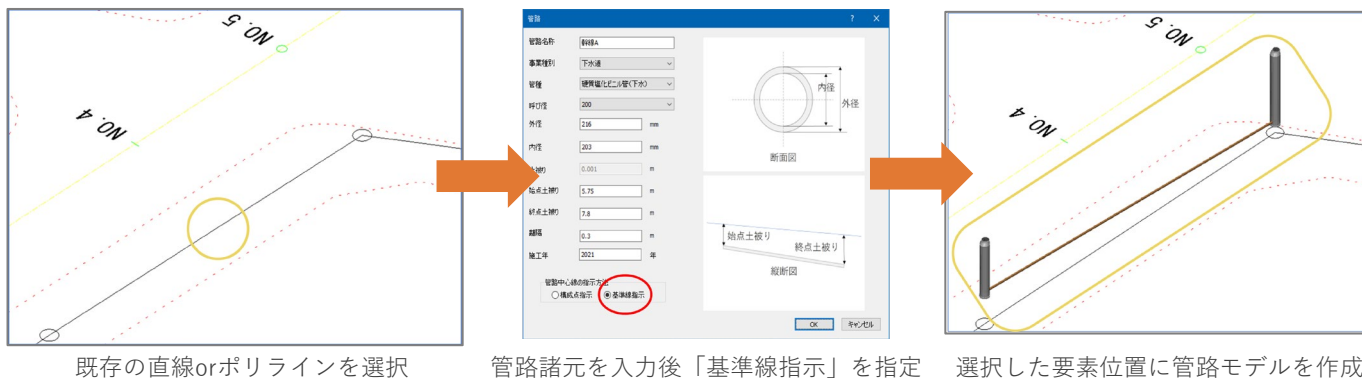 NO. 5
NO. 4
管路
? ×
管路名称 幹線A
事業種別 下水道
管種 硬質塩化ビニル管(下水)
呼び径 200
外径 216 mm
内径 203 mm
土被り 0.001 m
始点土被り 5.75 m
終点土被り 7.8 m
離隔 0.3 m
施工年 2021 年
管路中心線の指示方法
構成点指示 基準線指示
内径
外径
断面図
始点土被り
終点土被り
縦断図
OK キャンセル
NO. 5
NO. 4
既存の直線orポリラインを選択
管路諸元を入力後「基準線指示」を指定
選択した要素位置に管路モデルを作成